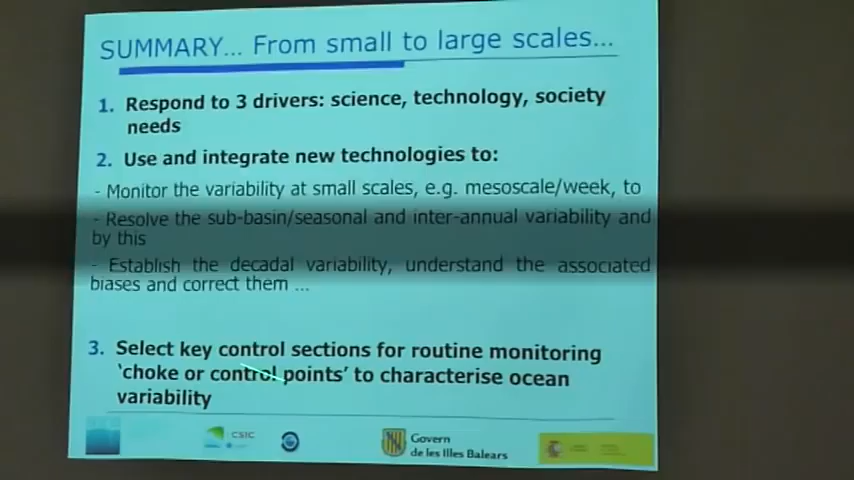 SUMMARY... From small to large scales...
1. Respond to 3 drivers: science, technology, society
needs
2. Use and integrate new technologies to:
- Monitor the variability at small scales, e.g. mesoscale/week, to
- Resolve the sub-basin/seasonal and inter-annual variability and
by this
- Establish the decadal variability, understand the associated
biases and correct them ...
3. Select key control sections for routine monitoring
'choke or control points' to characterise ocean
variability
CSIC
Govern
de les Illes Balears